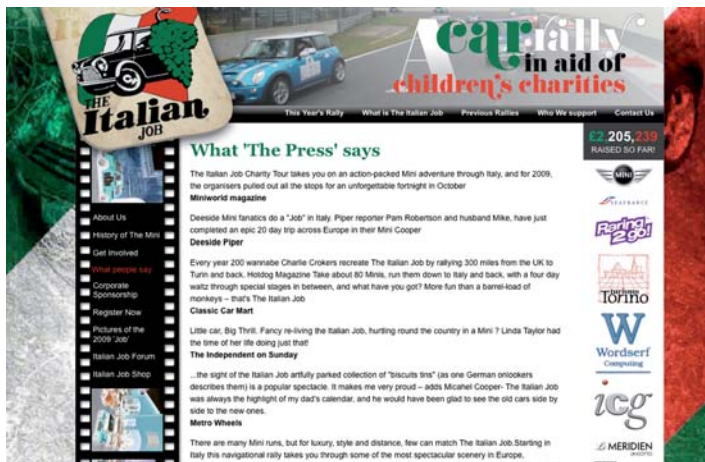 THE
Italian
JOB
A car rally
in aid of
children's charities
This Year's Rally What is The Italian Job Previous Rallies Who We support Contact Us
£2,205,239
RAISED SO FAR!
About Us
History of The Mini
Get Involved
What people say
Corporate
Sponsorship
Register Now
Pictures of the
2009 'Job'
Italian Job Forum
Italian Job Shop
What 'The Press' says
The Italian Job Charity Tour takes you on an action-packed Mini adventure through Italy, and for 2009,
the organisers pulled out all the stops for an unforgettable fortnight in October
Miniworld magazine
Deeside Mini fanatics do a "Job" in Italy. Piper reporter Pam Robertson and husband Mike, have just
completed an epic 20 day trip across Europe in their Mini Cooper
Deeside Piper
Every year 200 wannabe Charlie Crokers recreate The Italian Job by rallying 300 miles from the UK to
Turin and back. Hotdog Magazine Take about 80 Minis, run them down to Italy and back, with a four day
waltz through special stages in between, and what have you got? More fun than a barrel-load of
monkeys – that's The Italian Job
Classic Car Mart
Little car, Big Thrill. Fancy re-living the Italian Job, hurtling round the country in a Mini ? Linda Taylor had
the time of her life doing just that!
The Independent on Sunday
...the sight of the Italian Job artfully parked collection of "biscuits tins" (as one German onlookers
describes them) is a popular spectacle. It makes me very proud – adds Micahel Cooper- The Italian Job
was always the highlight of my dad's calendar, and he would have been glad to see the old cars side by
side to the new ones.
Metro Wheels
There are many Mini runs, but for luxury, style and distance, few can match The Italian Job.Starting in
Italy this navigational rally takes you through some of the most spectacular scenery in Europe,
MINI
SEAFRANCE
Raring
2go!
turismo
Torino
W
Wordserf
Computing
icg
Le MERIDIEN